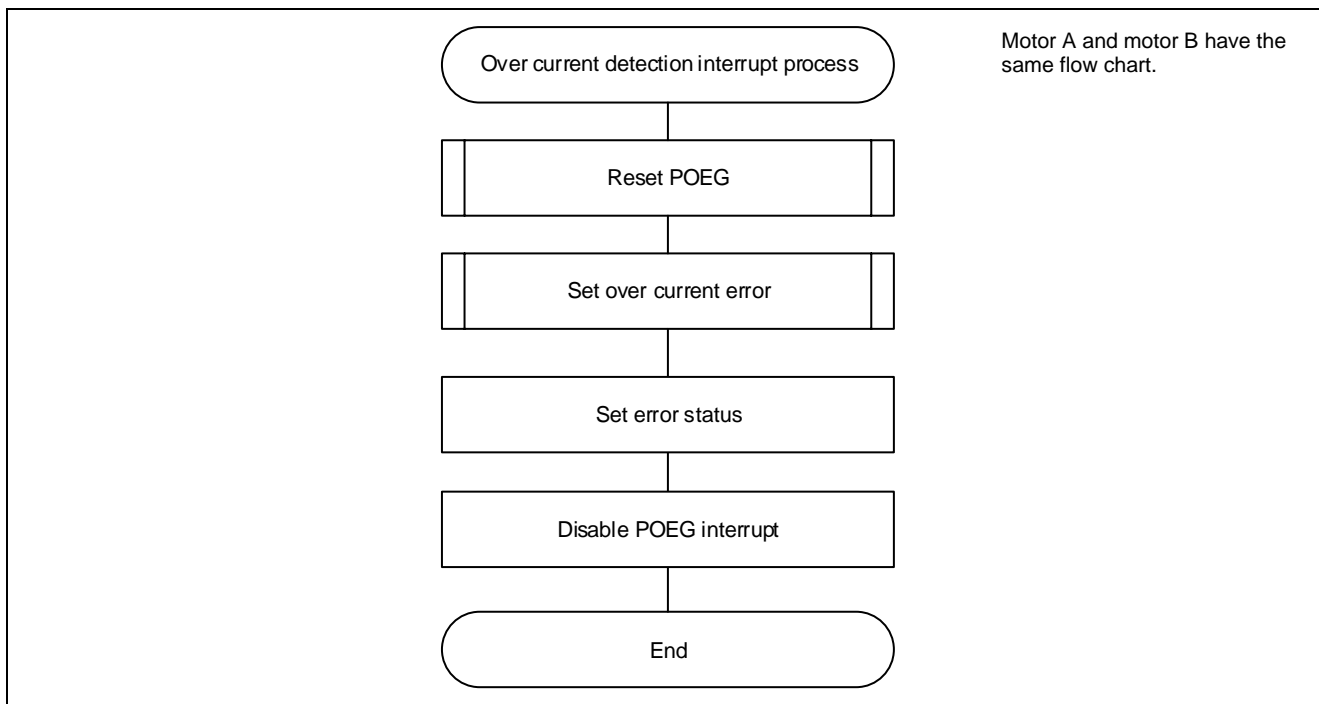 Over current detection interrupt process
Motor A and motor B have the
same flow chart.
Reset POEG
Set over current error
Set error status
Disable POEG interrupt
End